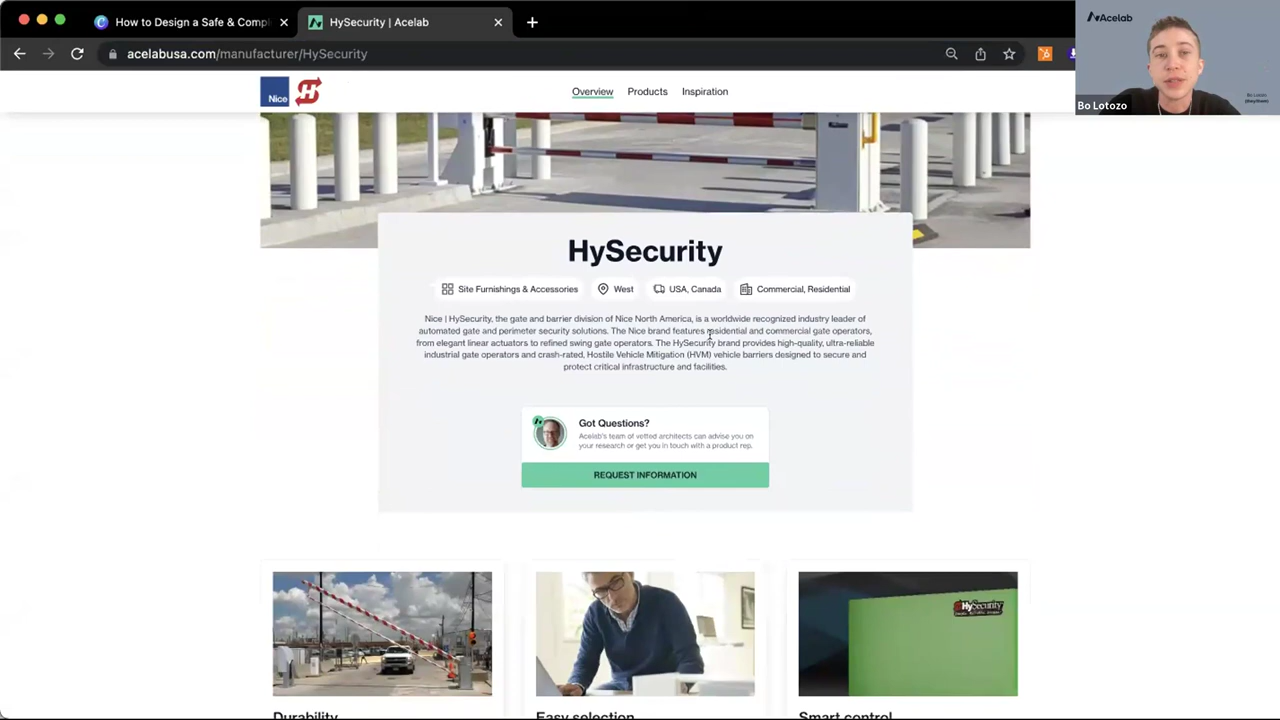 How to Design a Safe & Compl
HySecurity | Acelab
acelabusa.com/manufacturer/HySecurity
Acelab
Bo Lotozo
Bo Lotozo
Nice
H
Overview
Products
Inspiration
HySecurity
Site Furnishings & Accessories
West
USA, Canada
Commercial, Residential
Nice | HySecurity, the gate and barrier division of Nice North America, is a worldwide recognized industry leader of
automated gate and perimeter security solutions. The Nice brand features residential and commercial gate operators,
from elegant linear actuators to refined swing gate operators. The HySecurity brand provides high-quality, ultra-reliable
industrial gate operators and crash-rated, Hostile Vehicle Mitigation (HVM) vehicle barriers designed to secure and
protect critical infrastructure and facilities.
Got Questions?
Acelab's team of vetted architects can advise you on
your research or get you in touch with a product rep.
REQUEST INFORMATION
HySecurity
Durability
Easy selection
Smart control